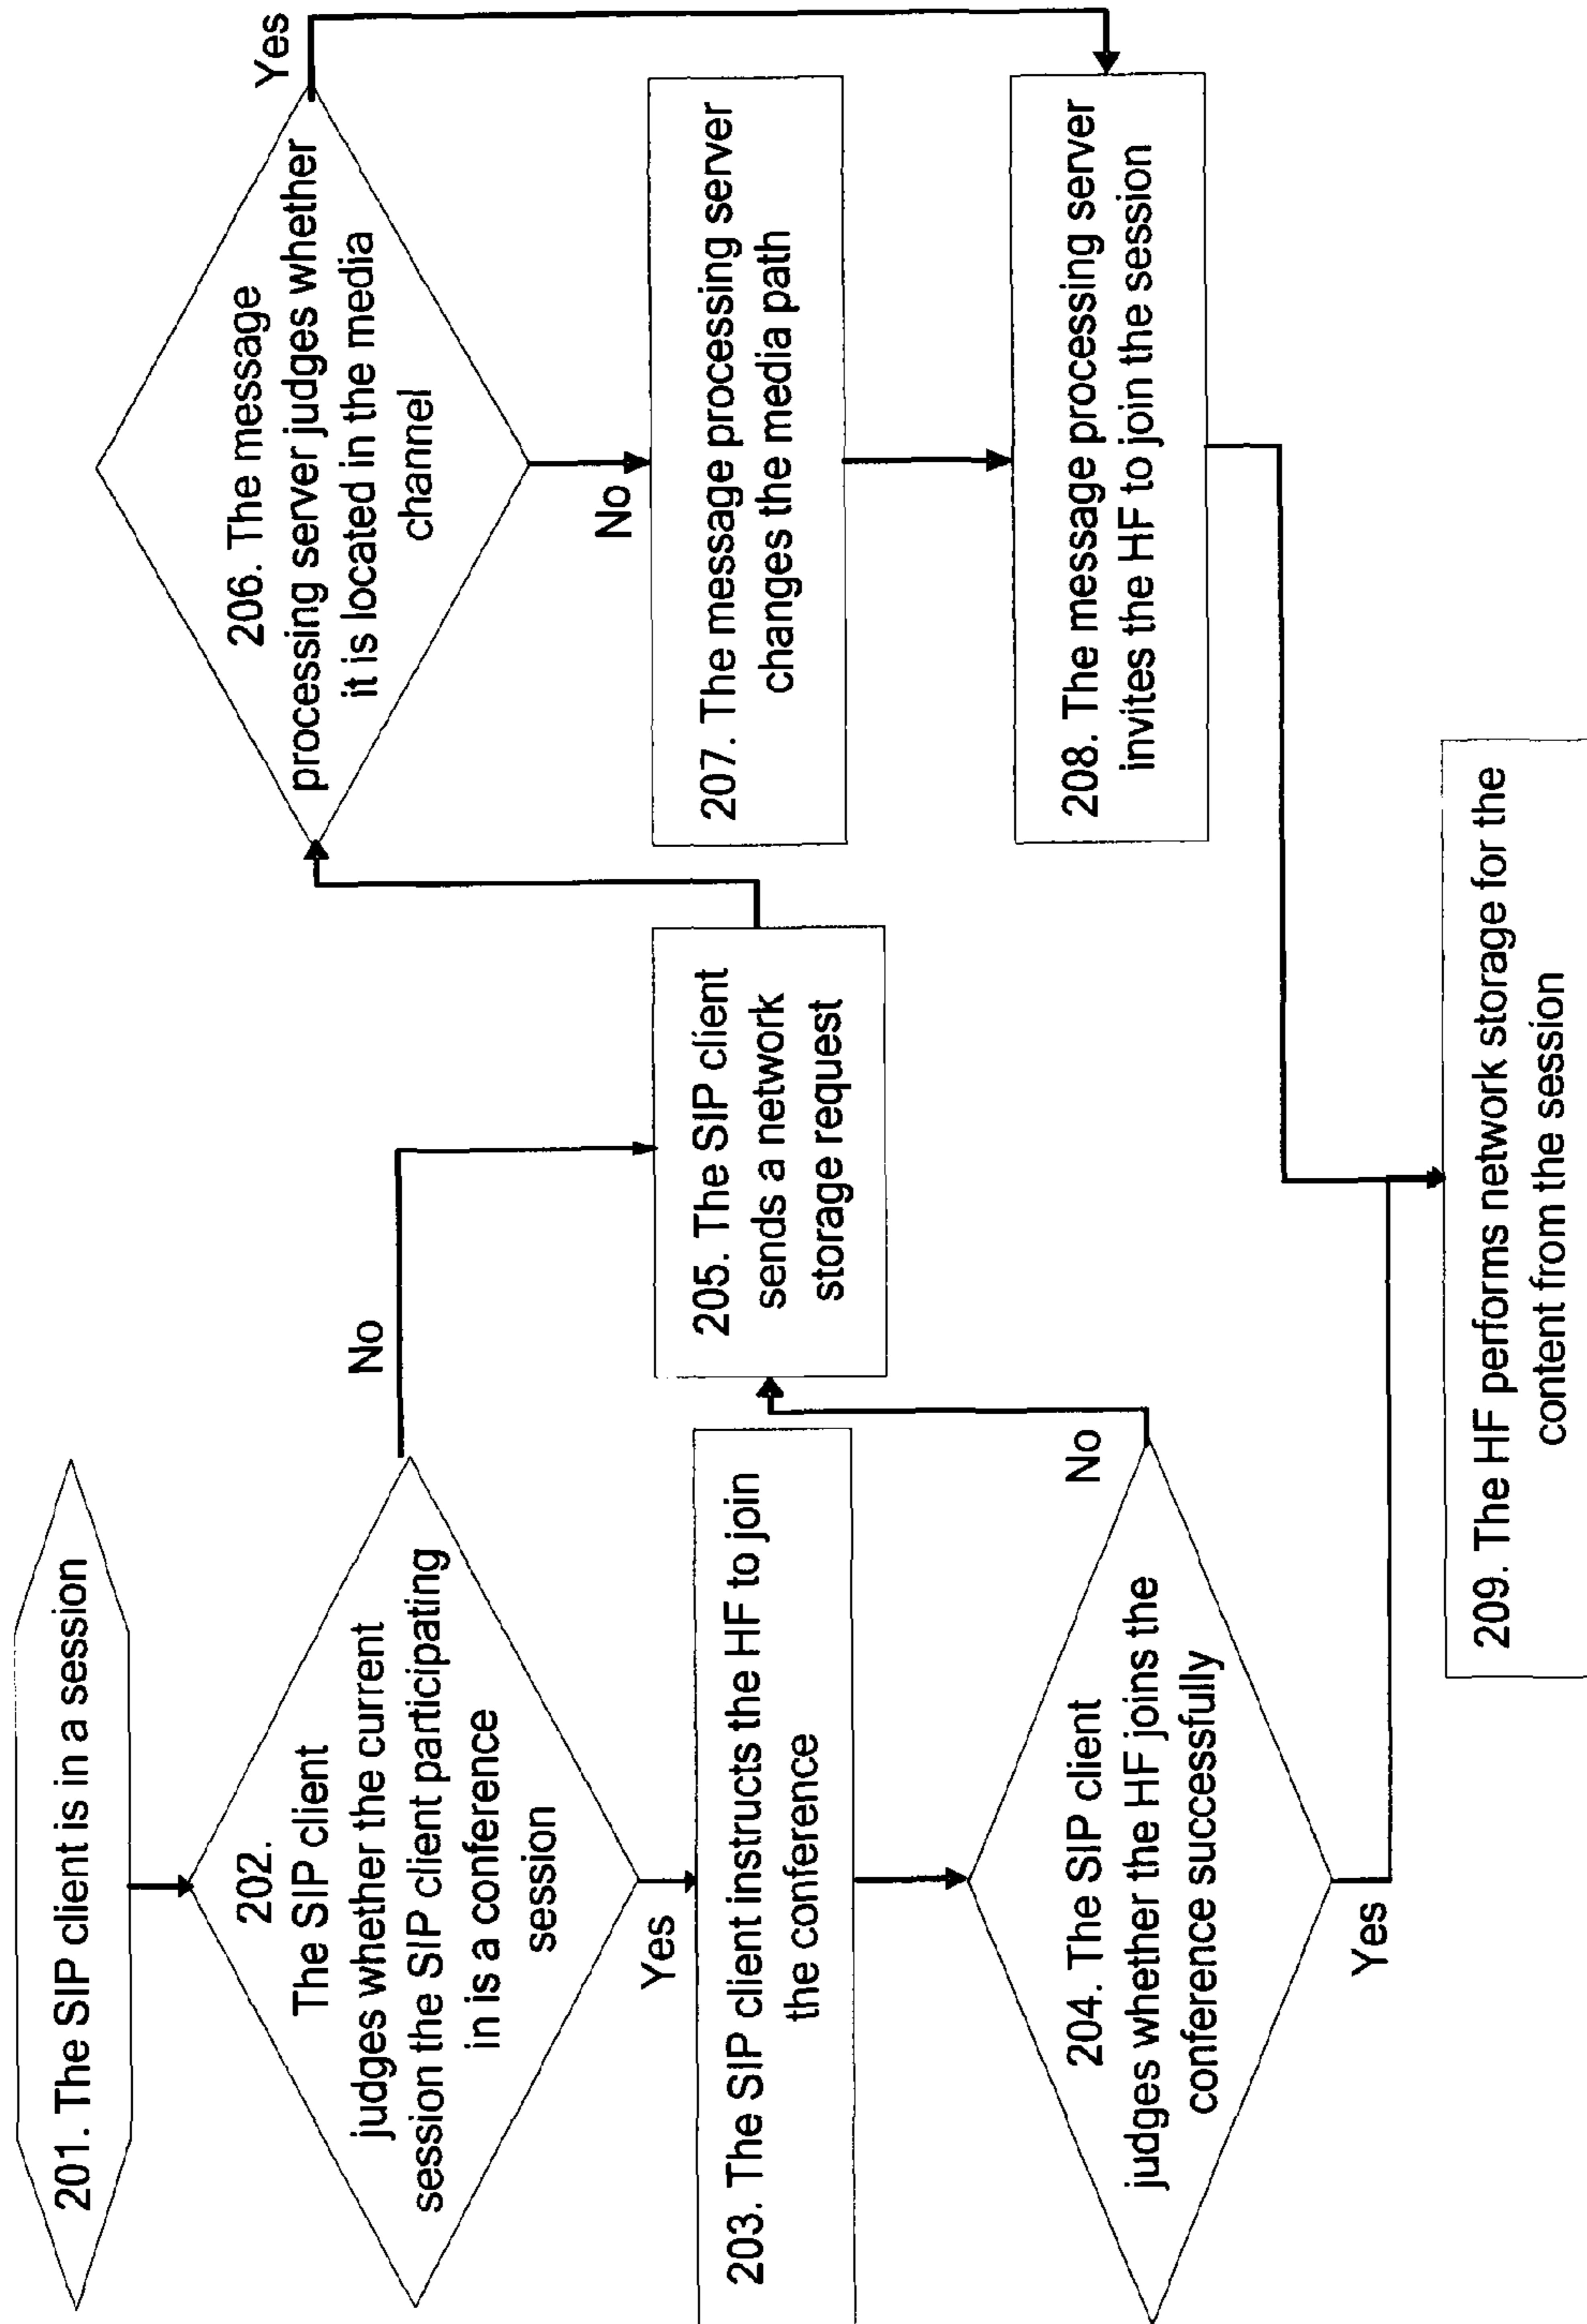 201. The SIP client is in a session
202.
The SIP client
judges whether the current
session the SIP client participating
in is a conference
session
No
Yes
203. The SIP client instructs the HF to join
the conference
204. The SIP client
judges whether the HF joins the
conference successfully
No
Yes
205. The SIP client
sends a network
storage request
206. The message
processing server judges whether
it is located in the media
channel
Yes
No
207. The message processing server
changes the media path
208. The message processing server
invites the HF to join the session
209. The HF performs network storage for the
content from the session